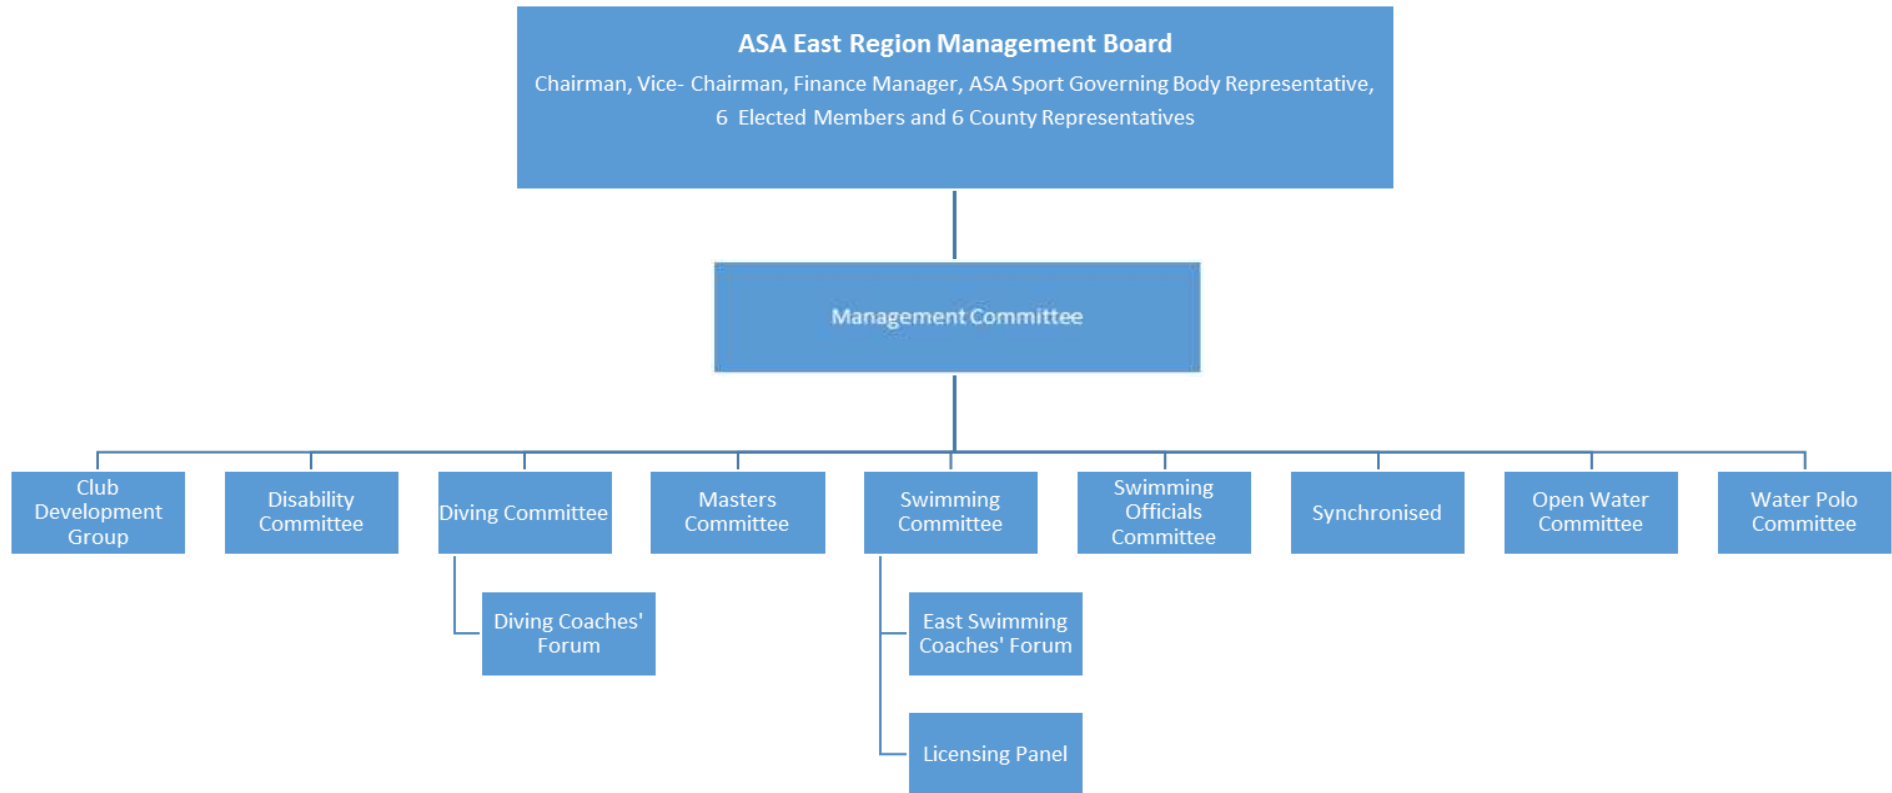 ASA East Region Management Board
Chairman, Vice- Chairman, Finance Manager, ASA Sport Governing Body Representative,
6 Elected Members and 6 County Representatives
Management Committee
Club
Development
Group
Disability
Committee
Diving Committee
Masters
Committee
Swimming
Committee
Swimming
Officials
Committee
Synchronised
Open Water
Committee
Water Polo
Committee
Diving Coaches'
Forum
East Swimming
Coaches' Forum
Licensing Panel